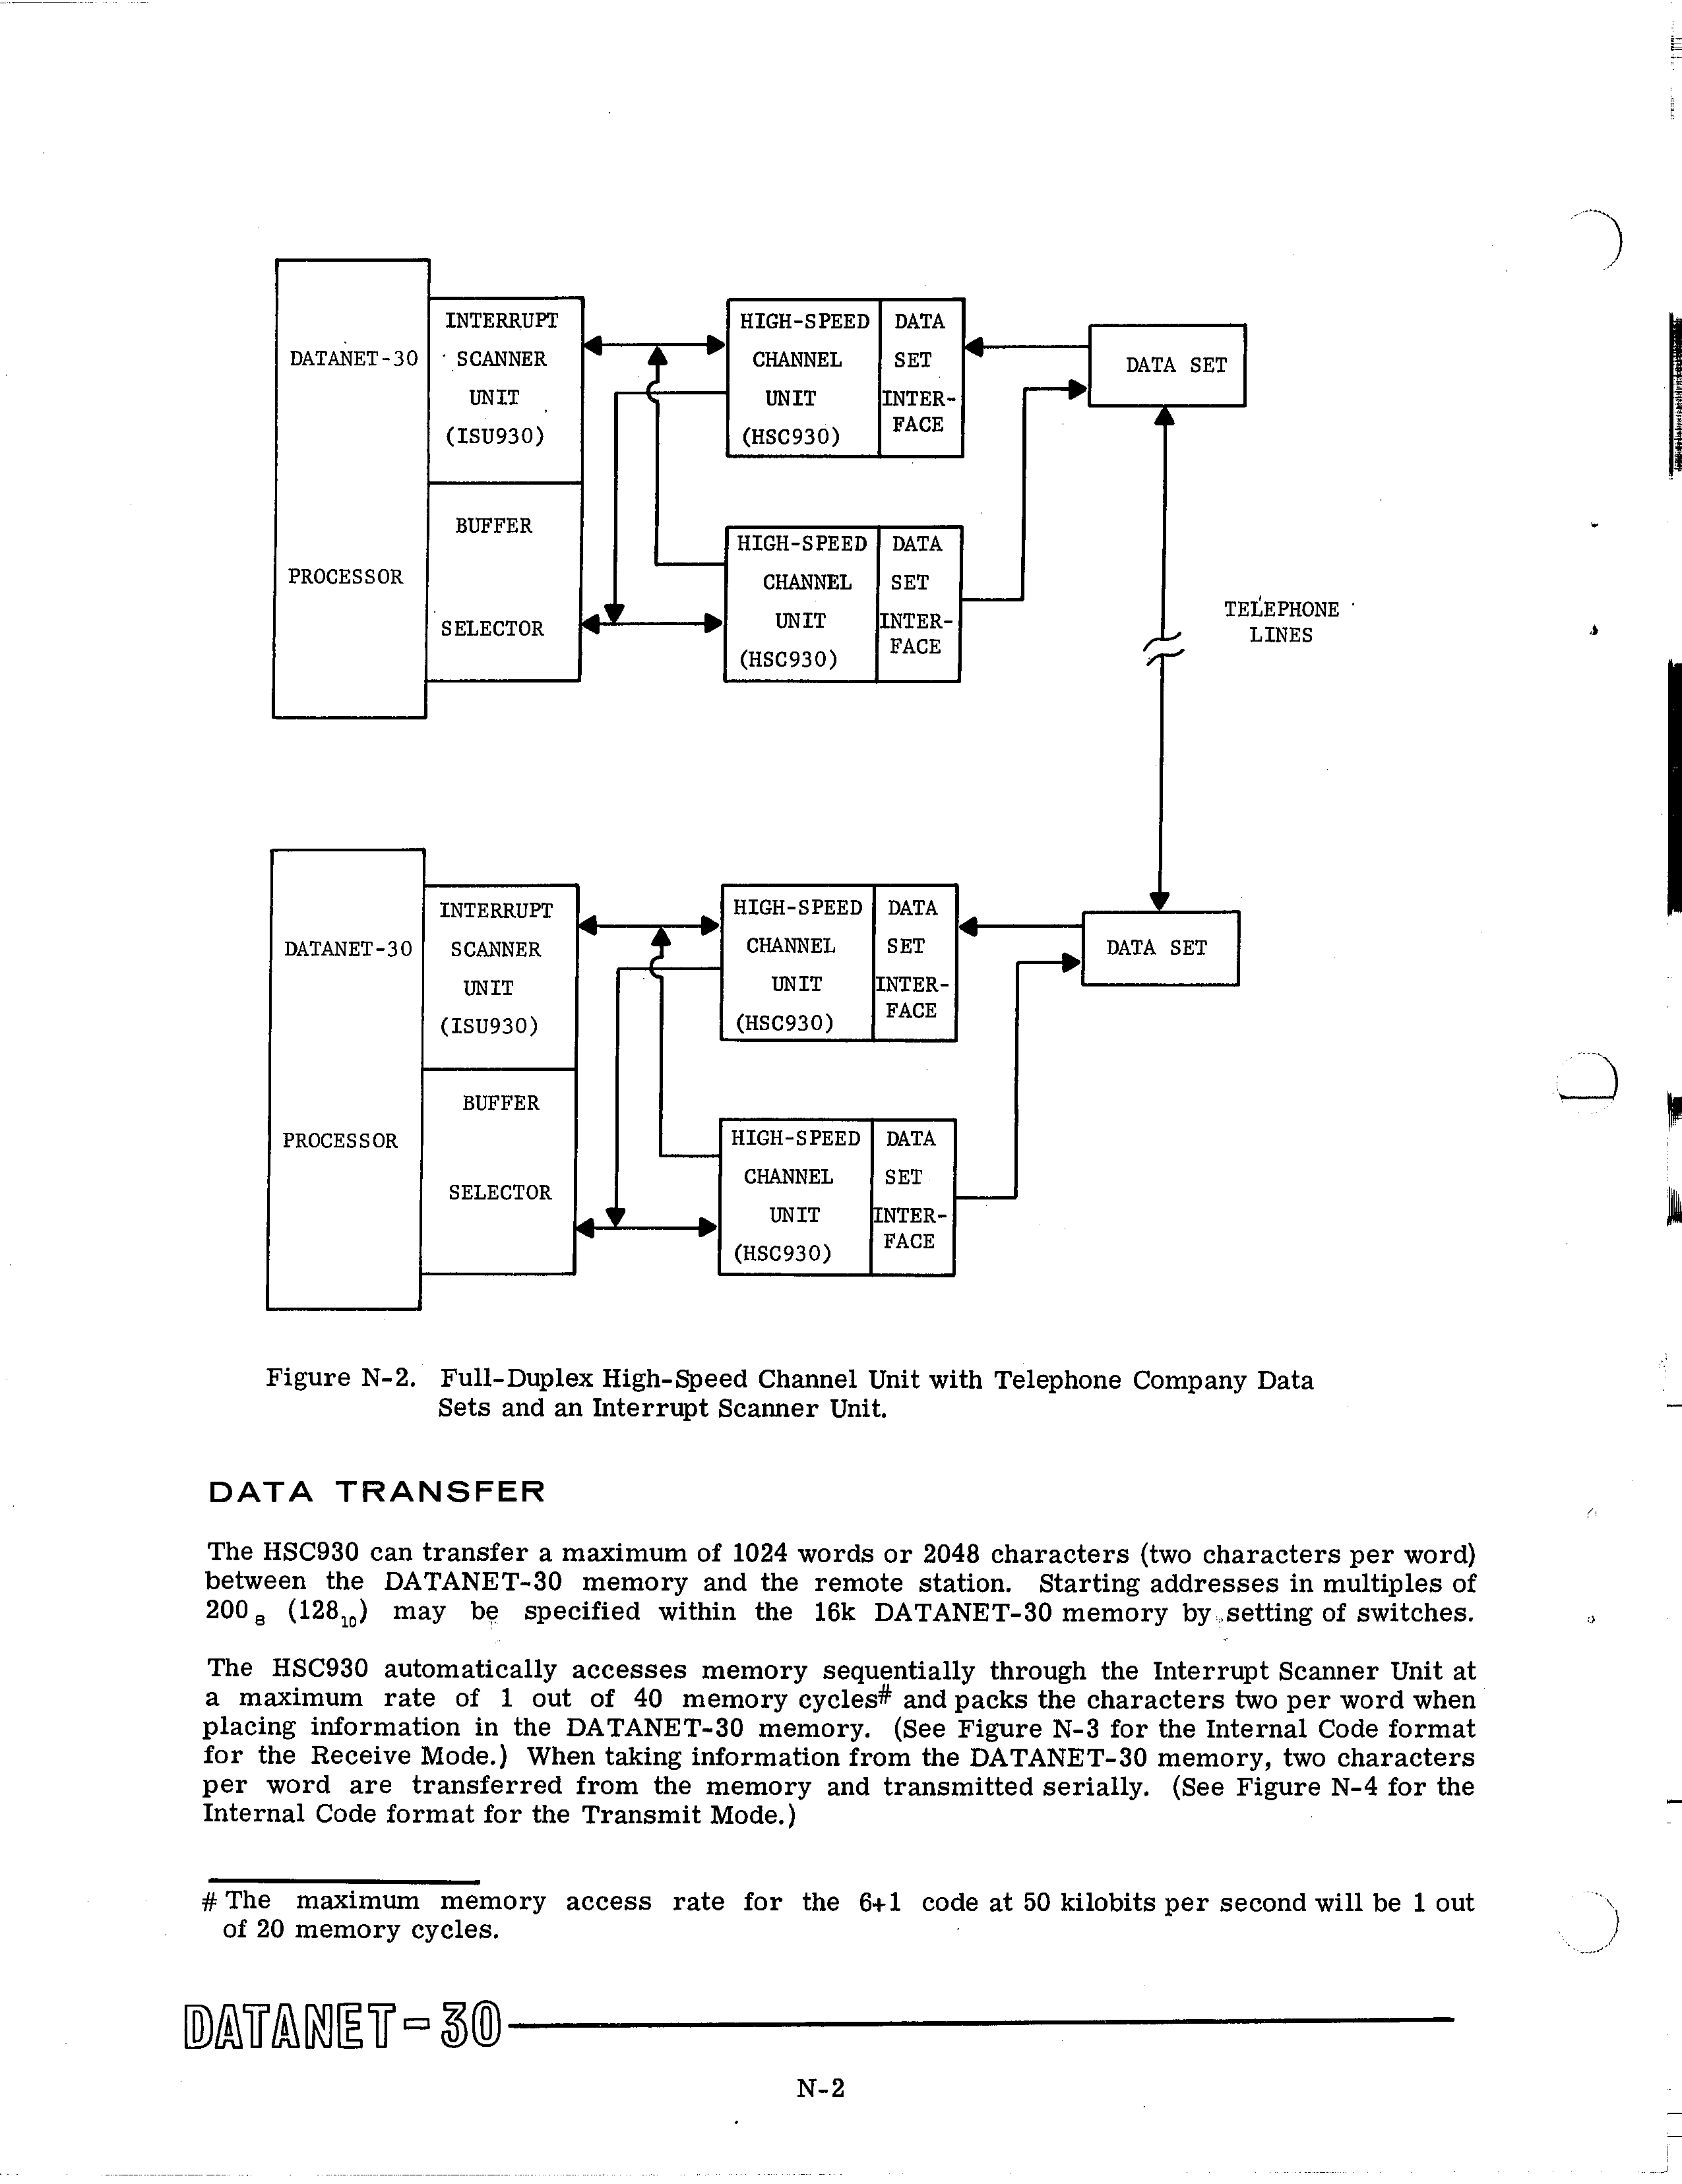 DATANET-30
PROCESSOR
INTERRUPT
SCANNER
UNIT
(ISU930)
BUFFER
SELECTOR
HIGH-SPEED
CHANNEL
UNIT
(HSC930)
DATA
SET
INTER-
FACE
DATA SET
HIGH-SPEED
CHANNEL
UNIT
(HSC930)
DATA
SET
INTER-
FACE
TELEPHONE
LINES
DATANET-30
PROCESSOR
INTERRUPT
SCANNER
UNIT
(ISU930)
BUFFER
SELECTOR
HIGH-SPEED
CHANNEL
UNIT
(HSC930)
DATA
SET
INTER-
FACE
DATA SET
HIGH-SPEED
CHANNEL
UNIT
(HSC930)
DATA
SET
INTER-
FACE
Figure N-2. Full-Duplex High-Speed Channel Unit with Telephone Company Data
Sets and an Interrupt Scanner Unit.
DATA TRANSFER
The HSC930 can transfer a maximum of 1024 words or 2048 characters (two characters per word)
between the DATANET-30 memory and the remote station. Starting addresses in multiples of
200₈ (128₁₀) may be specified within the 16k DATANET-30 memory by setting of switches.
The HSC930 automatically accesses memory sequentially through the Interrupt Scanner Unit at
a maximum rate of 1 out of 40 memory cycles# and packs the characters two per word when
placing information in the DATANET-30 memory. (See Figure N-3 for the Internal Code format
for the Receive Mode.) When taking information from the DATANET-30 memory, two characters
per word are transferred from the memory and transmitted serially. (See Figure N-4 for the
Internal Code format for the Transmit Mode.)
# The maximum memory access rate for the 6+1 code at 50 kilobits per second will be 1 out
of 20 memory cycles.
DATANET-30
N-2